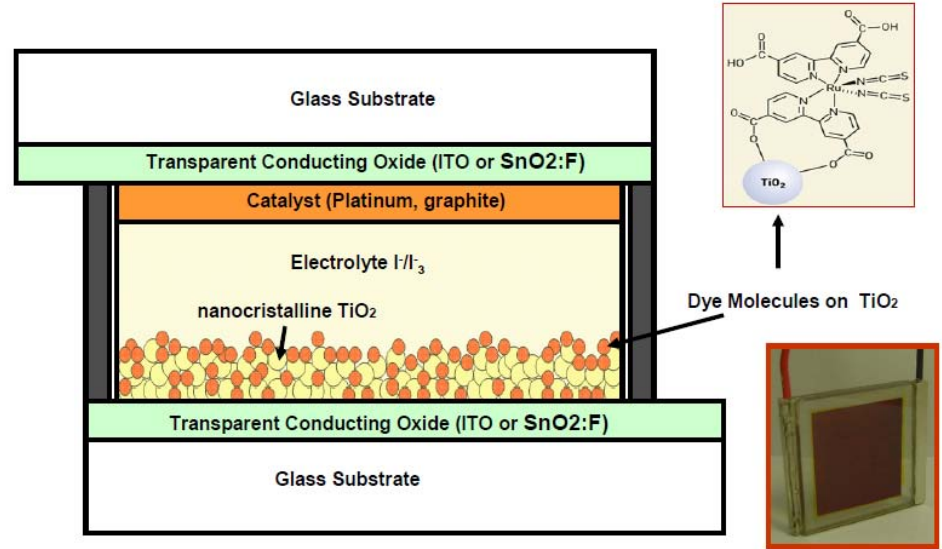 Glass Substrate
Transparent Conducting Oxide (ITO or SnO2:F)
Catalyst (Platinum, graphite)
Electrolyte I-/I-3
nanocristalline TiO2
Transparent Conducting Oxide (ITO or SnO2:F)
Glass Substrate
O
C
OH
O
C
HO
N
N
Ru
N=C=S
N=C=S
N
N
O
C
O
C
O
O
TiO2
Dye Molecules on TiO2